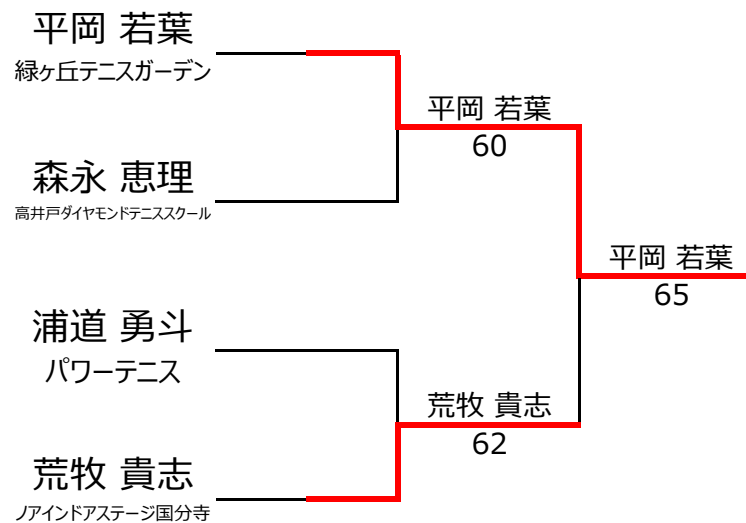 平岡 若葉
緑ヶ丘テニスガーデン
平岡 若葉
60
森永 恵理
高井戸ダイヤモンドテニススクール
平岡 若葉
65
浦道 勇斗
パワーテニス
荒牧 貴志
62
荒牧 貴志
ノアインドアステージ国分寺